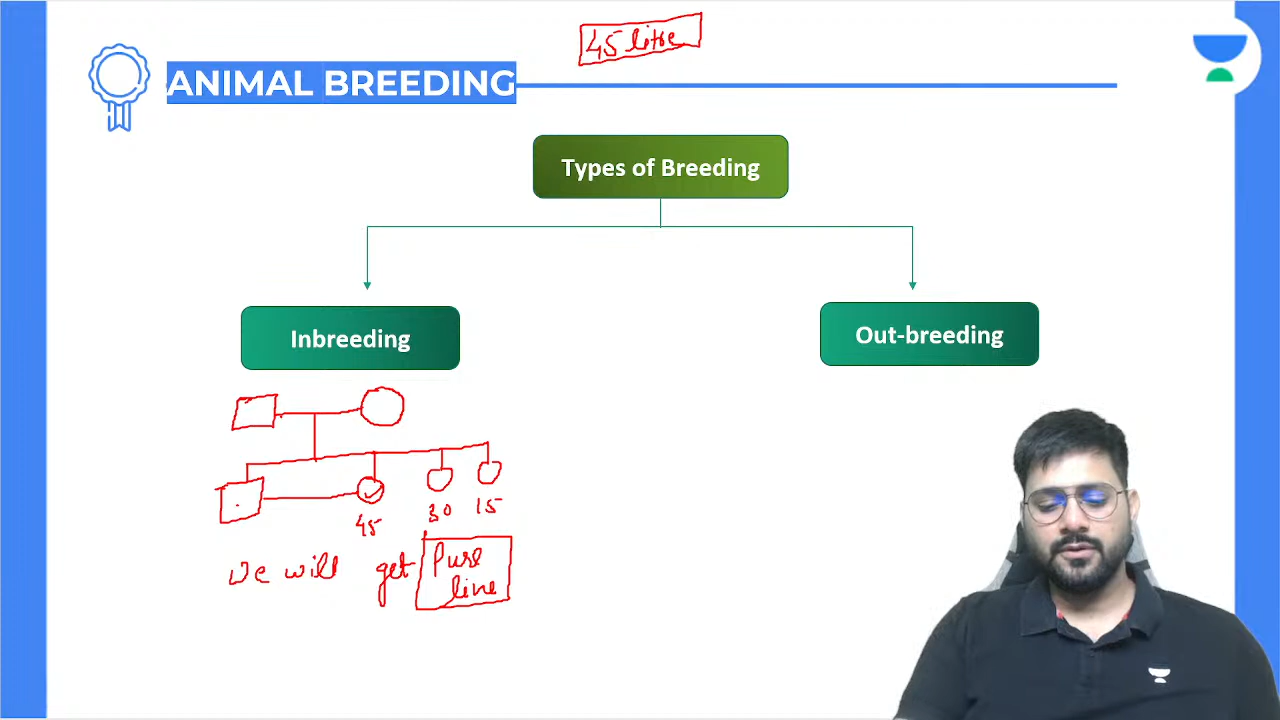 45 litre
ANIMAL BREEDING
Types of Breeding
Inbreeding
Out-breeding
45 30 15
we will get Pure
line